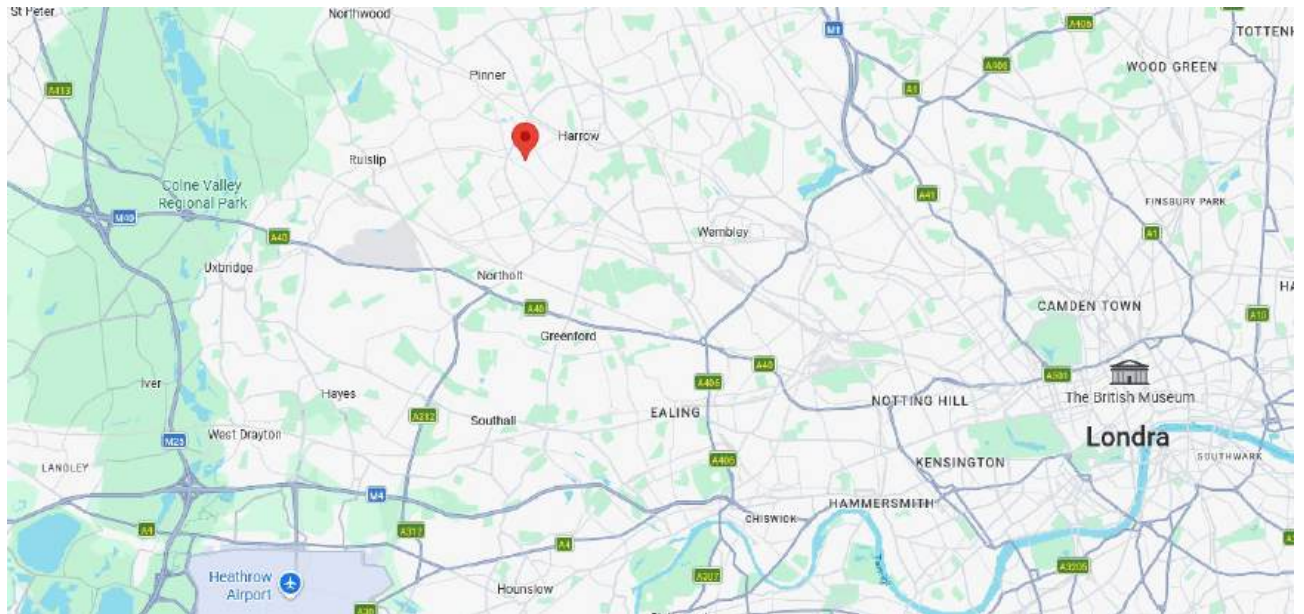 St Peter
Northwood
M1
A406
TOTTENH
WOOD GREEN
A406
Pinner
A413
A1
Harrow
Ruislip
Colne Valley
Regional Park
A41
FINSBURY PARK
M40
A40
Wembley
A1
Uxbridge
Northolt
HA
A40
CAMDEN TOWN
A10
Greenford
A40
A501
Iver
A406
Hayes
The British Museum
NOTTING HILL
A312
EALING
Southall
West Drayton
M25
Londra
A406
KENSINGTON
SOUTHWARK
LANGLEY
M4
HAMMERSMITH
CHISWICK
A4
A312
A4
Heathrow
Airport
A207
A3205
Hounslow
A30